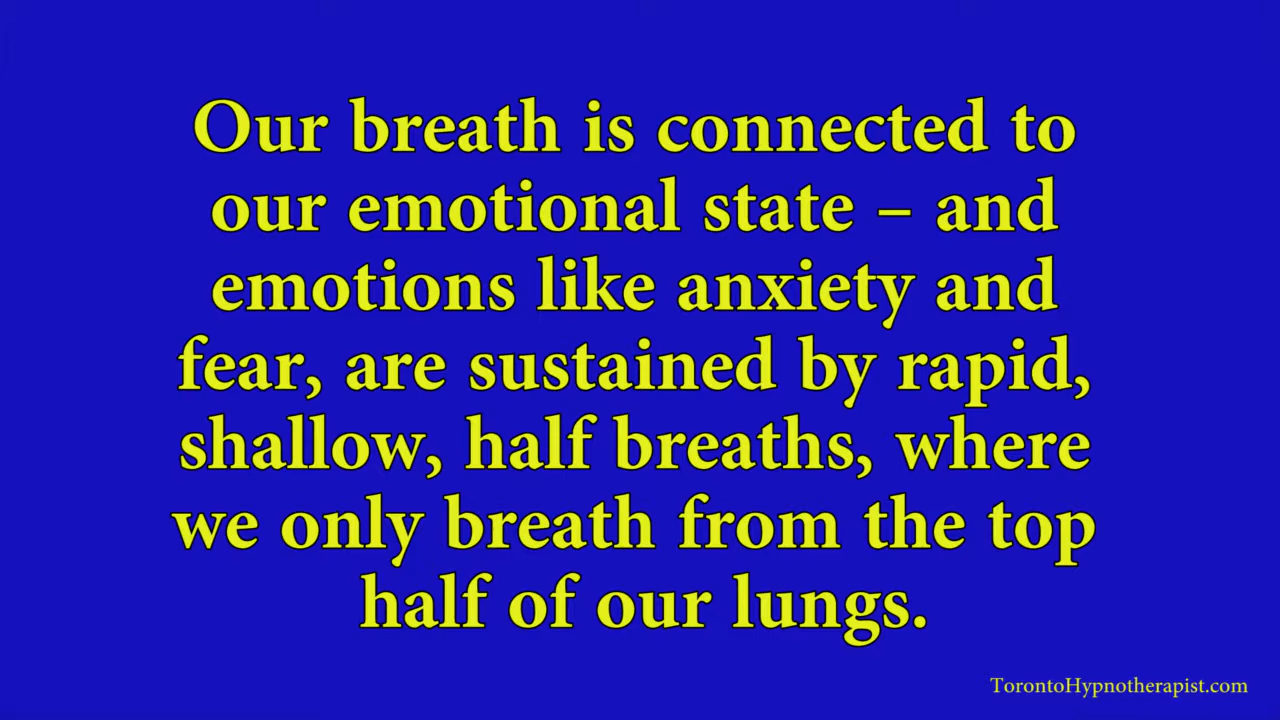 Our breath is connected to
our emotional state – and
emotions like anxiety and
fear, are sustained by rapid,
shallow, half breaths, where
we only breath from the top
half of our lungs.
TorontoHypnotherapist.com